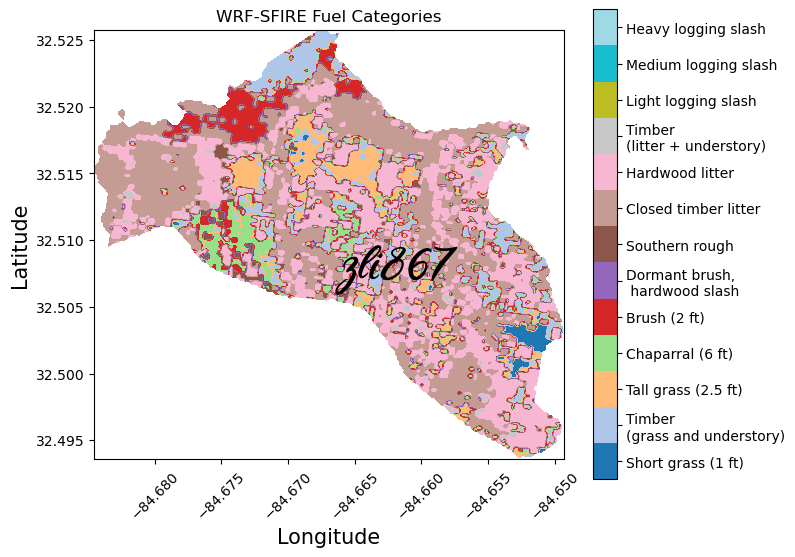 WRF-SFIRE Fuel Categories
32.525
32.520
32.515
32.510
32.505
32.500
32.495
Latitude
−84.680
−84.675
−84.670
−84.665
−84.660
−84.655
−84.650
Longitude
zli867
Heavy logging slash
Medium logging slash
Light logging slash
Timber
(litter + understory)
Hardwood litter
Closed timber litter
Southern rough
Dormant brush,
hardwood slash
Brush (2 ft)
Chaparral (6 ft)
Tall grass (2.5 ft)
Timber
(grass and understory)
Short grass (1 ft)